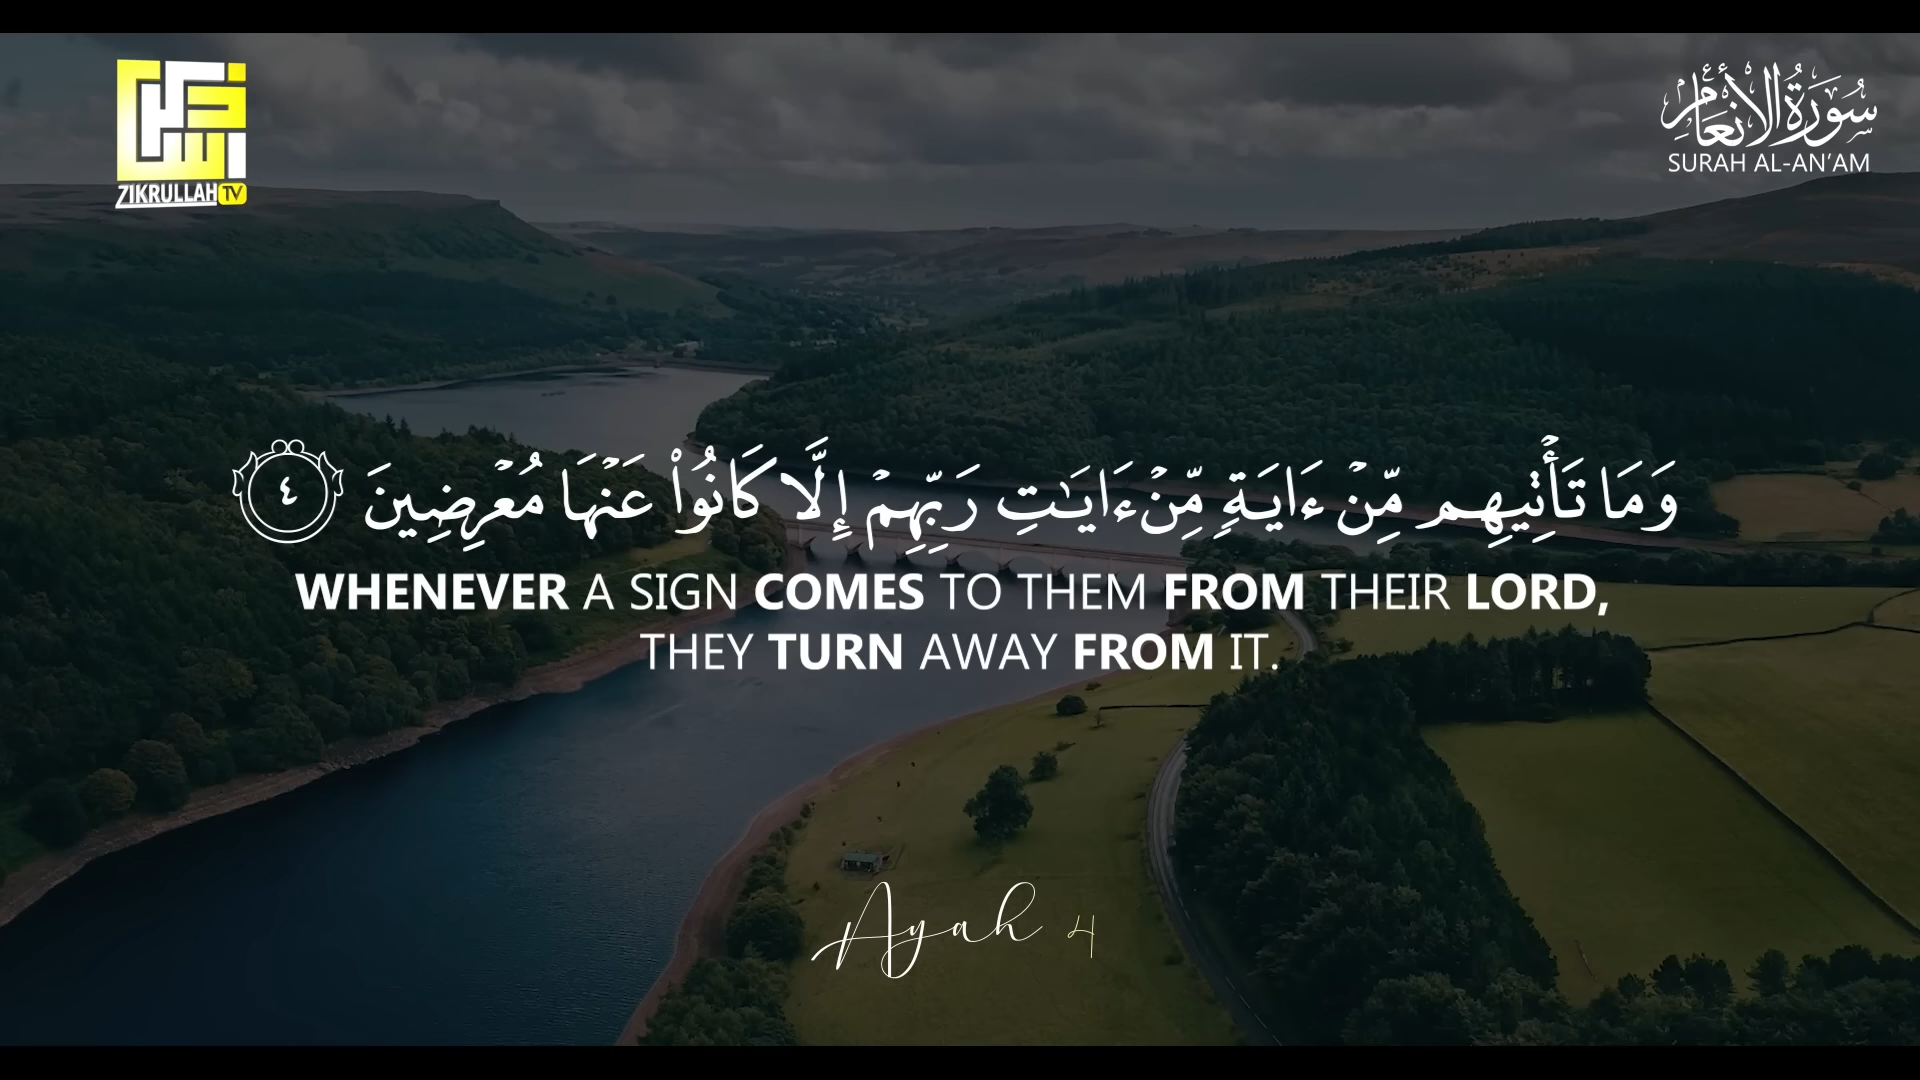 ZIKRULLAH TV
سُورَةُ الأَنْعَامِ
SURAH AL-AN'AM
وَمَا تَأْتِيهِم مِّنْ ءَايَةٍ مِّنْ ءَايَٰتِ رَبِّهِمْ إِلَّا كَانُوا۟ عَنْهَا مُعْرِضِينَ ٤
WHENEVER A SIGN COMES TO THEM FROM THEIR LORD,
THEY TURN AWAY FROM IT.
Ayah 4